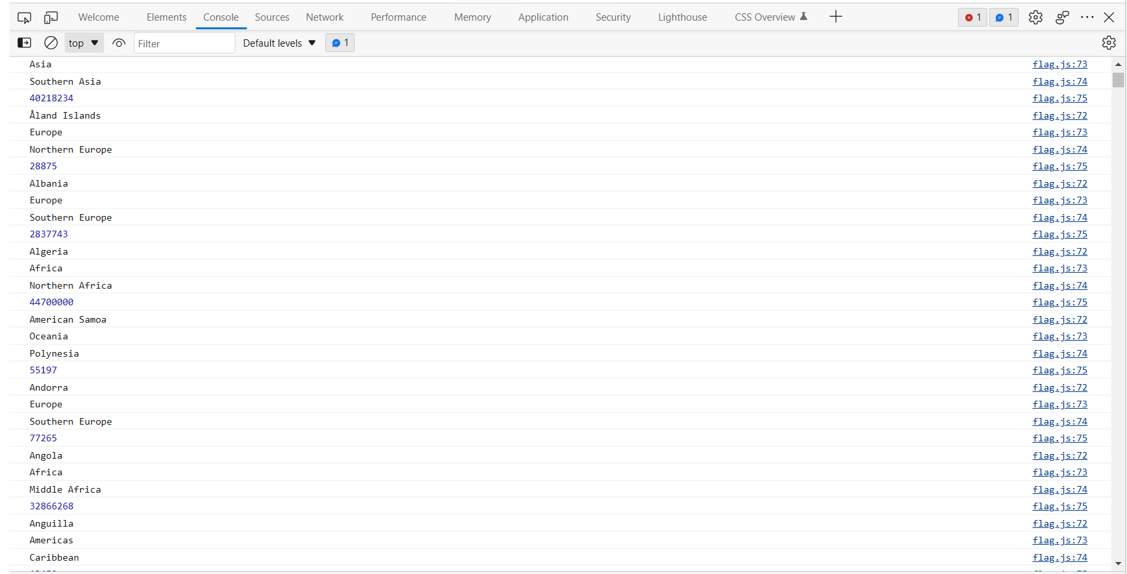 Welcome Elements Console Sources Network Performance Memory Application Security Lighthouse CSS Overview 1 1
top Filter Default levels 1
Asia flag.js:73
Southern Asia flag.js:74
40218234 flag.js:75
Åland Islands flag.js:72
Europe flag.js:73
Northern Europe flag.js:74
28875 flag.js:75
Albania flag.js:72
Europe flag.js:73
Southern Europe flag.js:74
2837743 flag.js:75
Algeria flag.js:72
Africa flag.js:73
Northern Africa flag.js:74
44700000 flag.js:75
American Samoa flag.js:72
Oceania flag.js:73
Polynesia flag.js:74
55197 flag.js:75
Andorra flag.js:72
Europe flag.js:73
Southern Europe flag.js:74
77265 flag.js:75
Angola flag.js:72
Africa flag.js:73
Middle Africa flag.js:74
32866268 flag.js:75
Anguilla flag.js:72
Americas flag.js:73
Caribbean flag.js:74